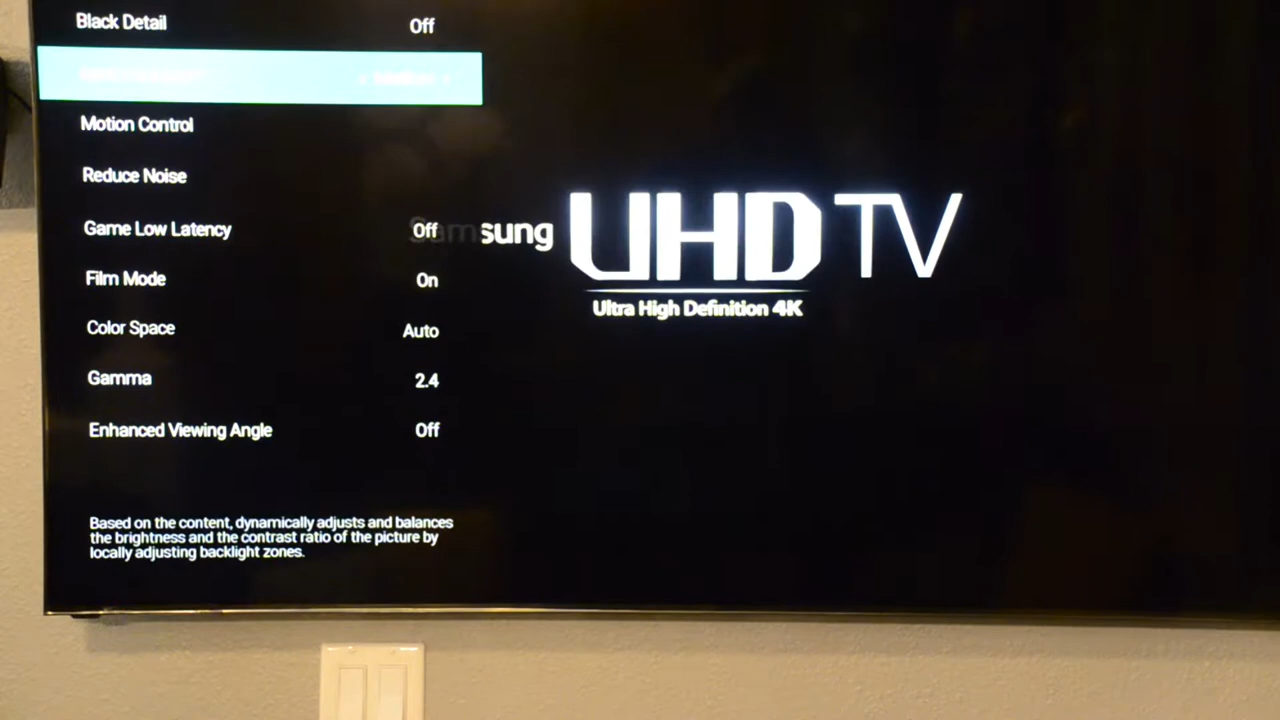 Black Detail Off
Motion Control
Reduce Noise
Game Low Latency Off
Film Mode On
Color Space Auto
Gamma 2.4
Enhanced Viewing Angle Off
Based on the content, dynamically adjusts and balances
the brightness and the contrast ratio of the picture by
locally adjusting backlight zones.
Samsung UHD TV
Ultra High Definition 4K